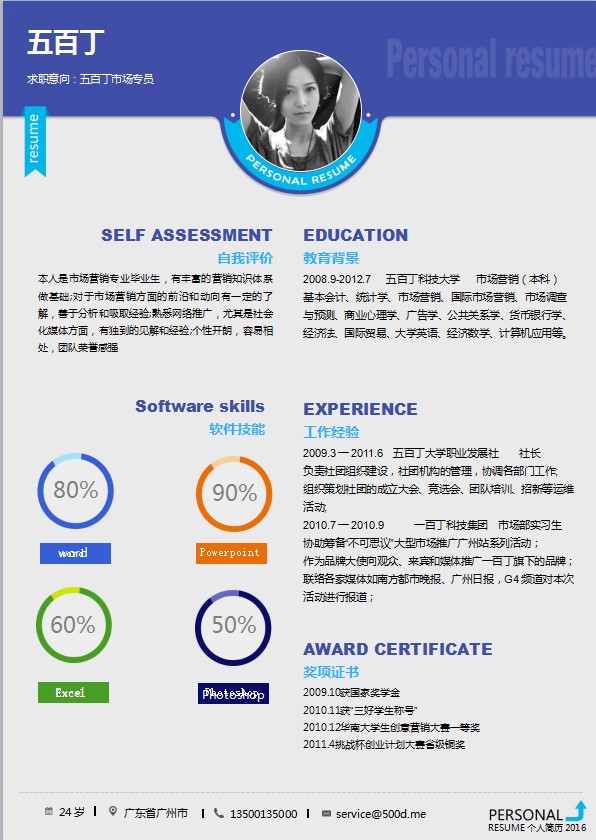 五百丁
求职意向：五百丁市场专员
Personal resume
resume
PERSONAL RESUME
SELF ASSESSMENT
自我评价
本人是市场营销专业毕业生，有丰富的营销知识体系
做基础;对于市场营销方面的前沿和动向有一定的了
解，善于分析和吸取经验;熟悉网络推广，尤其是社会
化媒体方面，有独到的见解和经验;个性开朗，容易相
处，团队荣誉感强
EDUCATION
教育背景
2008.9-2012.7 五百丁科技大学 市场营销（本科）
基本会计、统计学、市场营销、国际市场营销、市场调查
与预测、商业心理学、广告学、公共关系学、货币银行学、
经济法、国际贸易、大学英语、经济数学、计算机应用等。
Software skills
软件技能
80%
90%
word
Powerpoint
60%
50%
Excel
Photoshop
EXPERIENCE
工作经验
2009.3一2011.6 五百丁大学职业发展社 社长
负责社团组织建设，社团机构的管理，协调各部门工作;
组织策划社团的成立大会、竞选会、团队培训、招新等运维
活动;
2010.7一2010.9 一百丁科技集团 市场部实习生
协助筹备“不可思议”大型市场推广广州站系列活动；
作为品牌大使向观众、来宾和媒体推广一百丁旗下的品牌；
联络各家媒体如南方都市晚报、广州日报，G4 频道对本次
活动进行报道；
AWARD CERTIFICATE
奖项证书
2009.10获国家奖学金
2010.11获“三好学生称号”
2010.12华南大学生创意营销大赛一等奖
2011.4挑战杯创业计划大赛省级铜奖
24 岁
广东省广州市
13500135000
service@500d.me
PERSONAL
RESUME 个人简历 2016